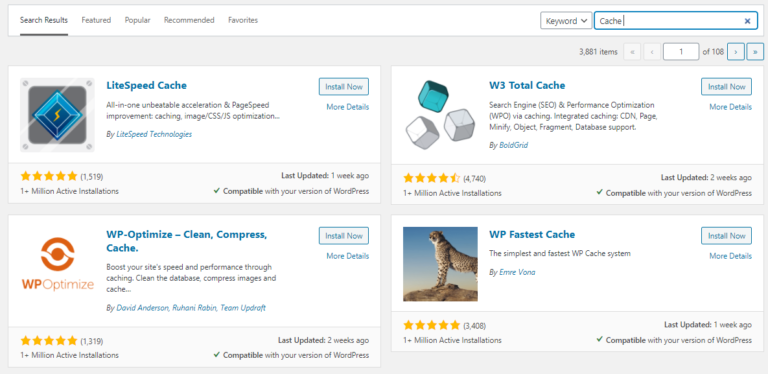 Search Results Featured Popular Recommended Favorites Keyword Cache
3,881 items « ‹ 1 of 108 › »
LiteSpeed Cache
Install Now
All-in-one unbeatable acceleration & PageSpeed
improvement: caching, image/CSS/JS optimization...
More Details
By LiteSpeed Technologies
(1,519)
Last Updated: 1 week ago
1+ Million Active Installations
Compatible with your version of WordPress
W3 Total Cache
Install Now
Search Engine (SEO) & Performance Optimization
(WPO) via caching. Integrated caching: CDN, Page,
Minify, Object, Fragment, Database support.
More Details
By BoldGrid
(4,740)
Last Updated: 2 weeks ago
1+ Million Active Installations
Compatible with your version of WordPress
WPOptimize
WP-Optimize – Clean, Compress,
Cache.
Install Now
More Details
Boost your site's speed and performance through
caching. Clean the database, compress images and
cache...
By David Anderson, Ruhani Rabin, Team Updraft
(1,319)
Last Updated: 2 weeks ago
1+ Million Active Installations
Compatible with your version of WordPress
WP Fastest Cache
Install Now
The simplest and fastest WP Cache system
More Details
By Emre Vona
(3,408)
Last Updated: 1 week ago
1+ Million Active Installations
Compatible with your version of WordPress